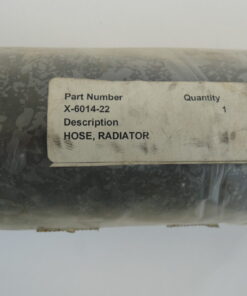 Part Number Quantity
X-6014-22 1
Description
HOSE, RADIATOR